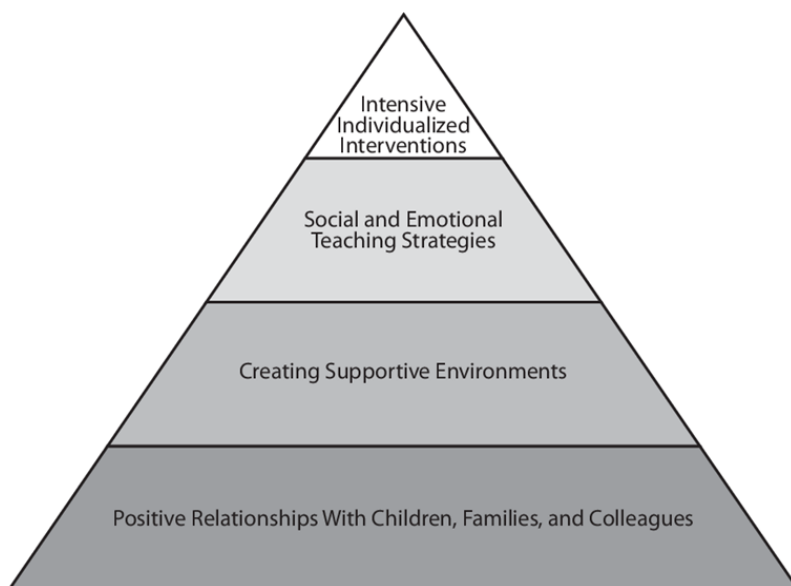 Intensive
Individualized
Interventions
Social and Emotional
Teaching Strategies
Creating Supportive Environments
Positive Relationships With Children, Families, and Colleagues